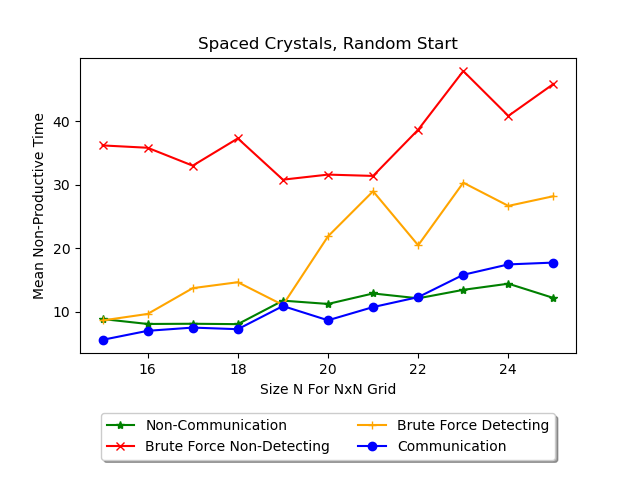 Spaced Crystals, Random Start
Mean Non-Productive Time
40
30
20
10
16 18 20 22 24
Size N For NxN Grid
Non-Communication
Brute Force Non-Detecting
Brute Force Detecting
Communication